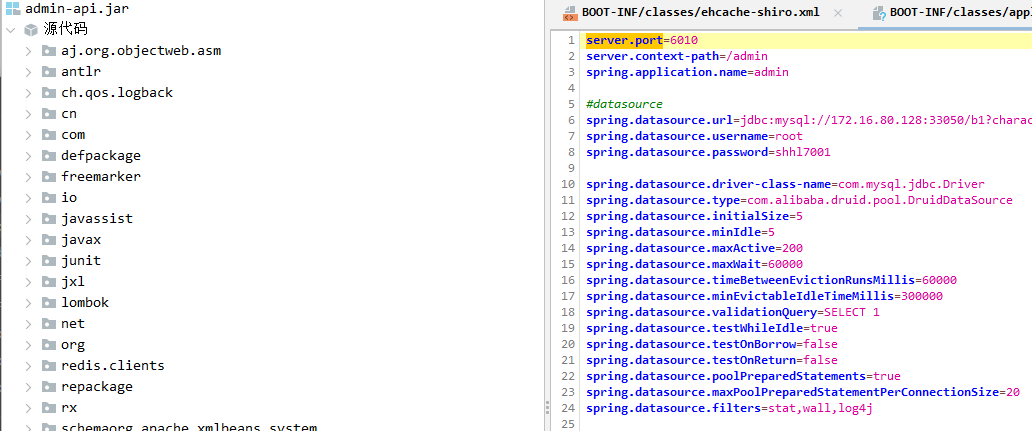 admin-api.jar
源代码
aj.org.objectweb.asm
antlr
ch.qos.logback
cn
com
defpackage
freemarker
io
javassist
javax
junit
jxl
lombok
net
org
redis.clients
repackage
rx
schemaorg_apache_xmlbeans.system
BOOT-INF/classes/ehcache-shiro.xml
BOOT-INF/classes/appl
1 server.port=6010
2 server.context-path=/admin
3 spring.application.name=admin
4
5 #datasource
6 spring.datasource.url=jdbc:mysql://172.16.80.128:33050/b1?charac
7 spring.datasource.username=root
8 spring.datasource.password=shhl7001
9
10 spring.datasource.driver-class-name=com.mysql.jdbc.Driver
11 spring.datasource.type=com.alibaba.druid.pool.DruidDataSource
12 spring.datasource.initialSize=5
13 spring.datasource.minIdle=5
14 spring.datasource.maxActive=200
15 spring.datasource.maxWait=60000
16 spring.datasource.timeBetweenEvictionRunsMillis=60000
17 spring.datasource.minEvictableIdleTimeMillis=300000
18 spring.datasource.validationQuery=SELECT 1
19 spring.datasource.testWhileIdle=true
20 spring.datasource.testOnBorrow=false
21 spring.datasource.testOnReturn=false
22 spring.datasource.poolPreparedStatements=true
23 spring.datasource.maxPoolPreparedStatementPerConnectionSize=20
24 spring.datasource.filters=stat,wall,log4j
25